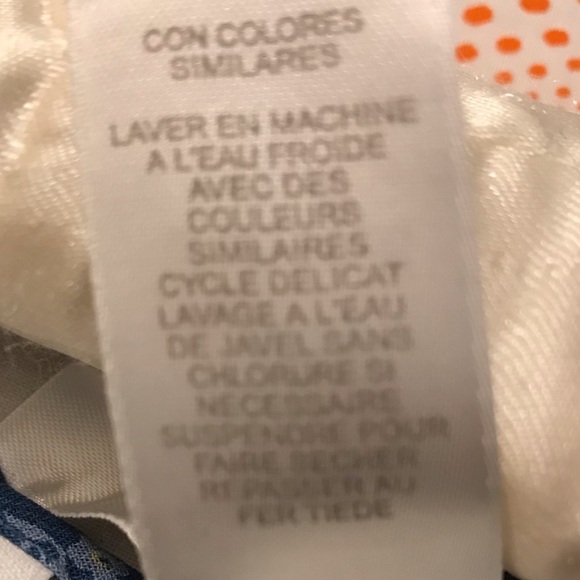 CON COLORES
SIMILARES
LAVER EN MACHINE
A L'EAU FROIDE
AVEC DES
COULEURS
SIMILAIRES
CYCLE DELICAT
LAVAGE A L'EAU
DE JAVEL SANS
CHLORURE SI
NECESSAIRE
SUSPENDRE POUR
FAIRE SECHER
REPASSER AU
FER TIEDE